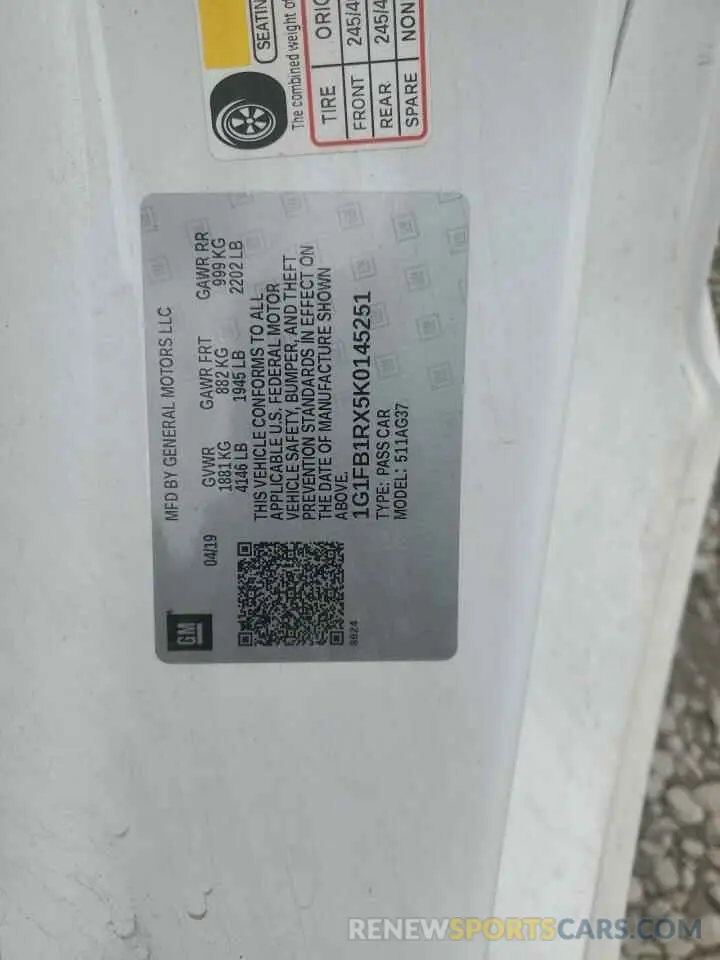 SEATIN
The combined weight of
TIRE ORIG
FRONT 245/4
REAR 245/4
SPARE NON
MFD BY GENERAL MOTORS LLC
04/19 GVWR GAWR FRT GAWR RR
1881 KG 882 KG 999 KG
4146 LB 1945 LB 2202 LB
THIS VEHICLE CONFORMS TO ALL
APPLICABLE U.S. FEDERAL MOTOR
VEHICLE SAFETY, BUMPER, AND THEFT
PREVENTION STANDARDS IN EFFECT ON
THE DATE OF MANUFACTURE SHOWN
ABOVE.
1G1FB1RX5K0145251
TYPE: PASS CAR
MODEL: 511AG37
GM
8624
RENEWSPORTSCARS.COM